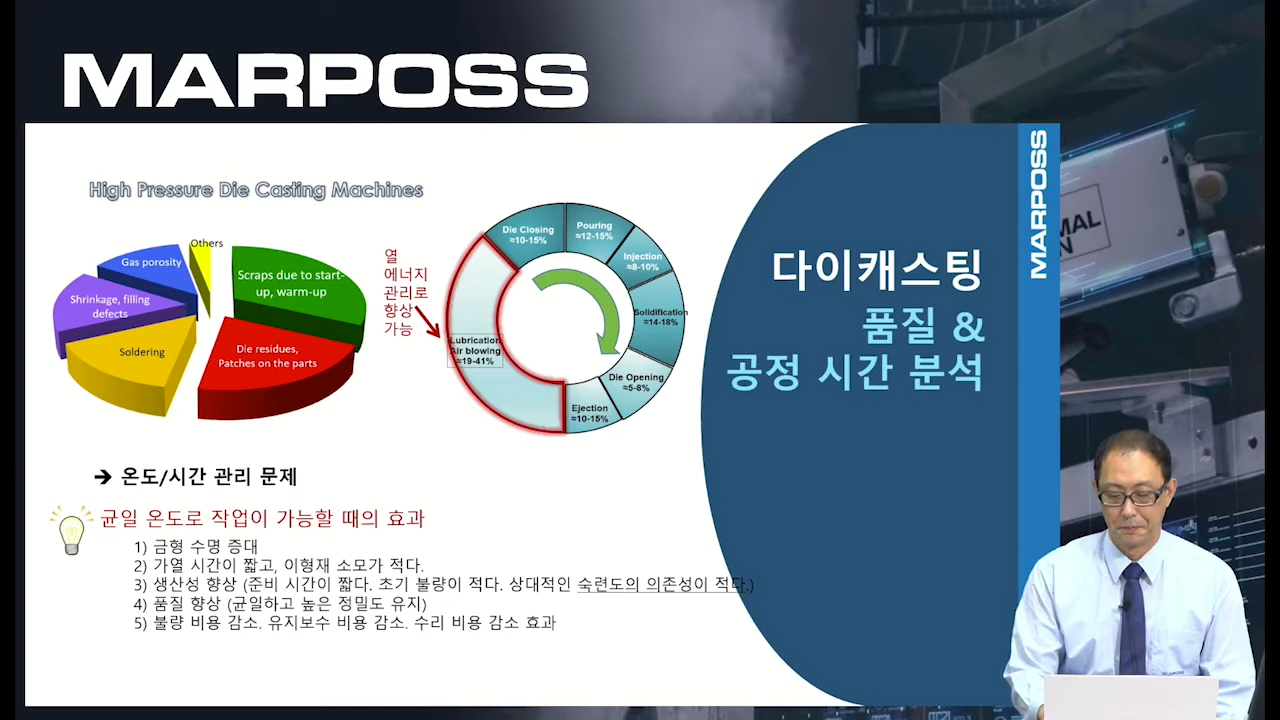 MARPOSS
High Pressure Die Casting Machines
Others
Gas porosity
Scraps due to start-
up, warm-up
Shrinkage, filling
defects
Soldering
Die residues,
Patches on the parts
열
에너지
관리로
향상
가능
Die Closing
≈10-15%
Pouring
≈12-15%
Injection
≈8-10%
Solidification
≈14-18%
Die Opening
≈5-8%
Ejection
≈10-15%
Lubrication
Air blowing
≈19-41%
➔ 온도/시간 관리 문제
균일 온도로 작업이 가능할 때의 효과
1) 금형 수명 증대
2) 가열 시간이 짧고, 이형재 소모가 적다.
3) 생산성 향상 (준비 시간이 짧다. 초기 불량이 적다. 상대적인 숙련도의 의존성이 적다.)
4) 품질 향상 (균일하고 높은 정밀도 유지)
5) 불량 비용 감소. 유지보수 비용 감소. 수리 비용 감소 효과
다이캐스팅
품질 &
공정 시간 분석
MARPOSS
MARPOSS